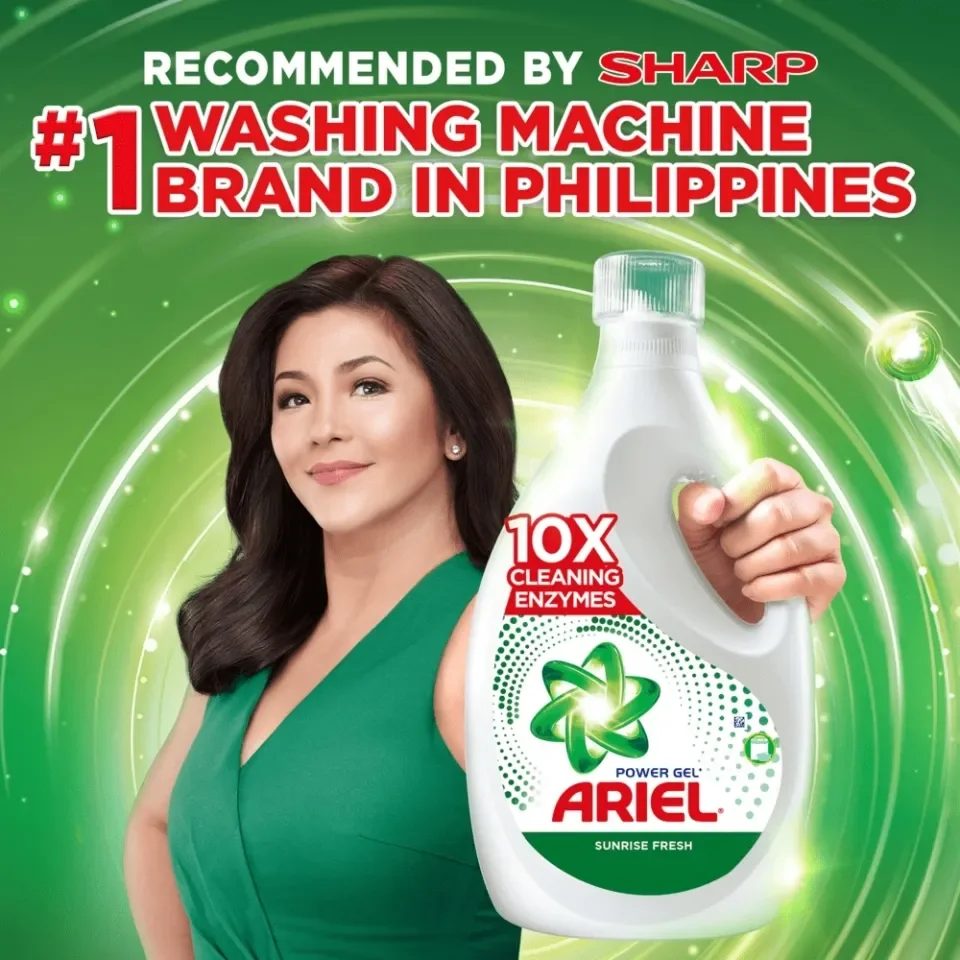 RECOMMENDED BY SHARP
#1 WASHING MACHINE
BRAND IN PHILIPPINES
10X
CLEANING
ENZYMES
POWER GEL
ARIEL
SUNRISE FRESH